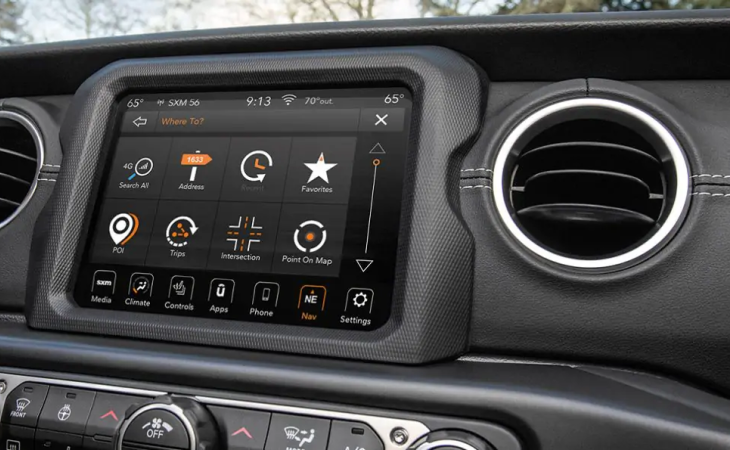 65° SXM 56 9:13 70°out. 65°
Where To?
4G
Search All
1633
Address
Recent
Favorites
POI
Trips
Intersection
Point On Map
sxm
Media
Climate
Controls
ü
Apps
Phone
NE
Nav
Settings
FRONT
OFF